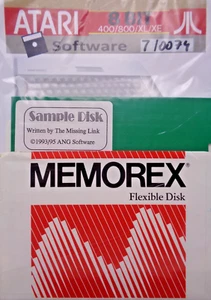 ATARI
400/800/XL/XE
Software
7/0074
Sample Disk
Written by The Missing Link
©1993/95 ANG Software
MEMOREX®
Flexible Disk